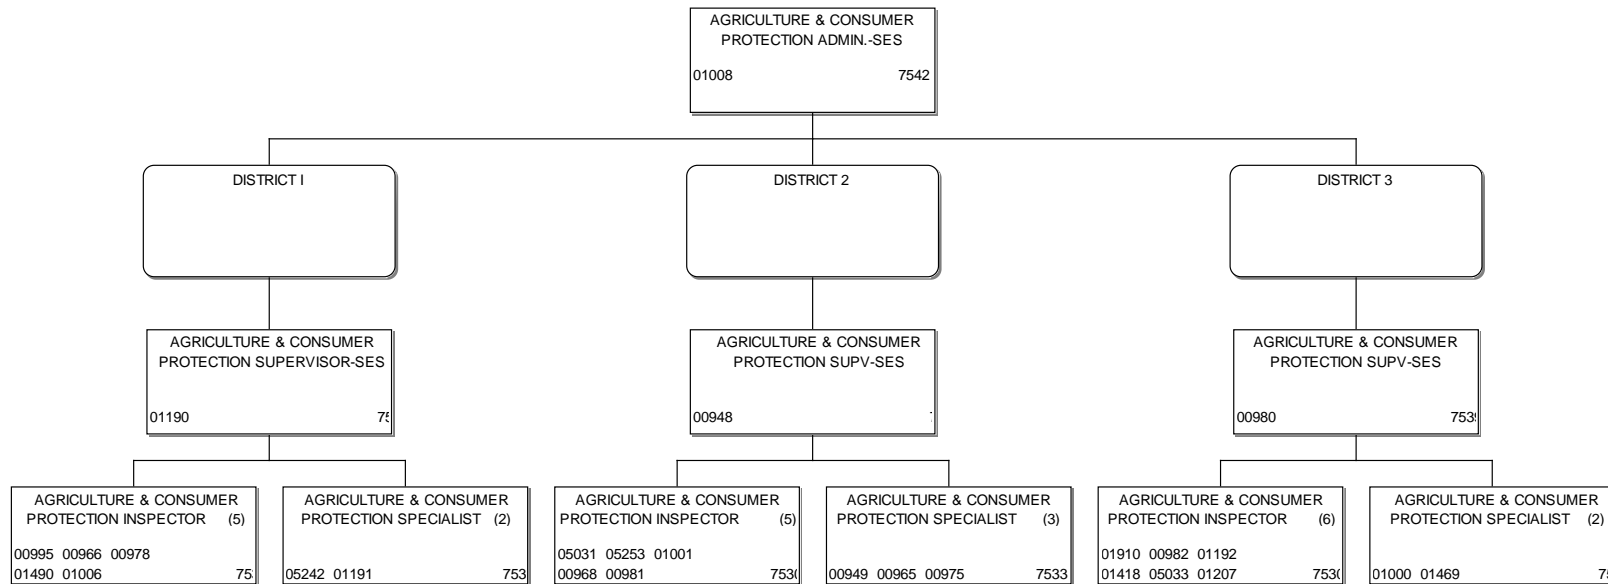 AGRICULTURE & CONSUMER
PROTECTION ADMIN.-SES
01008 7542
DISTRICT I
DISTRICT 2
DISTRICT 3
AGRICULTURE & CONSUMER
PROTECTION SUPERVISOR-SES
01190
AGRICULTURE & CONSUMER
PROTECTION SUPV-SES
00948
AGRICULTURE & CONSUMER
PROTECTION SUPV-SES
00980 753
AGRICULTURE & CONSUMER
PROTECTION INSPECTOR (5)
00995 00966 00978
01490 01006 75
AGRICULTURE & CONSUMER
PROTECTION SPECIALIST (2)
05242 01191 753
AGRICULTURE & CONSUMER
PROTECTION INSPECTOR (5)
05031 05253 01001
00968 00981 753
AGRICULTURE & CONSUMER
PROTECTION SPECIALIST (3)
00949 00965 00975 7533
AGRICULTURE & CONSUMER
PROTECTION INSPECTOR (6)
01910 00982 01192
01418 05033 01207 753
AGRICULTURE & CONSUMER
PROTECTION SPECIALIST (2)
01000 01469